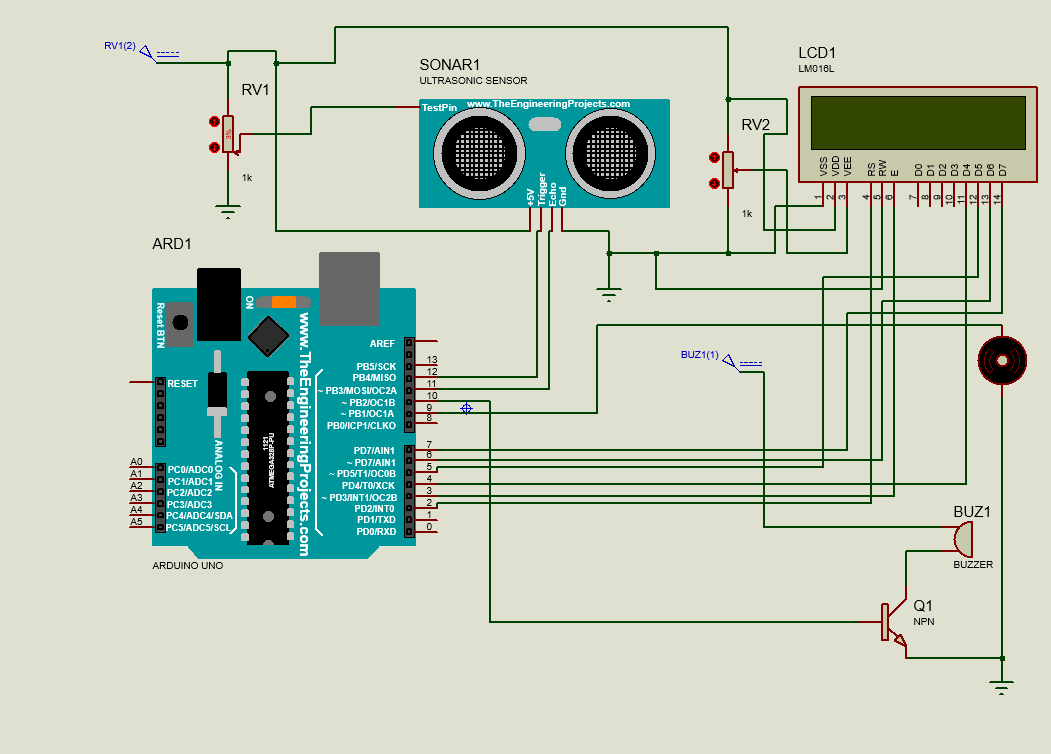 RV1(2)
RV1
3%
1k
SONAR1
ULTRASONIC SENSOR
TestPin
www.TheEngineeringProjects.com
+5V
Trigger
Echo
Gnd
RV2
1k
LCD1
LM016L
VSS
VDD
VEE
RS
RW
E
D0
D1
D2
D3
D4
D5
D6
D7
1
2
3
4
5
6
7
8
9
10
11
12
13
14
ARD1
Reset BTN
ON
www.TheEngineeringProjects.com
RESET
AREF
PB5/SCK 13
PB4/MISO 12
~ PB3/MOSI/OC2A 11
~ PB2/OC1B 10
~ PB1/OC1A 9
PB0/ICP1/CLKO 8
1121
ATMEGA328P-PU
ANALOG IN
A0 PC0/ADC0
A1 PC1/ADC1
A2 PC2/ADC2
A3 PC3/ADC3
A4 PC4/ADC4/SDA
A5 PC5/ADC5/SCL
PD7/AIN1 7
~ PD7/AIN1 6
~ PD5/T1/OC0B 5
PD4/T0/XCK 4
~ PD3/INT1/OC2B 3
PD2/INT0 2
PD1/TXD 1
PD0/RXD 0
ARDUINO UNO
BUZ1(1)
BUZ1
BUZZER
Q1
NPN